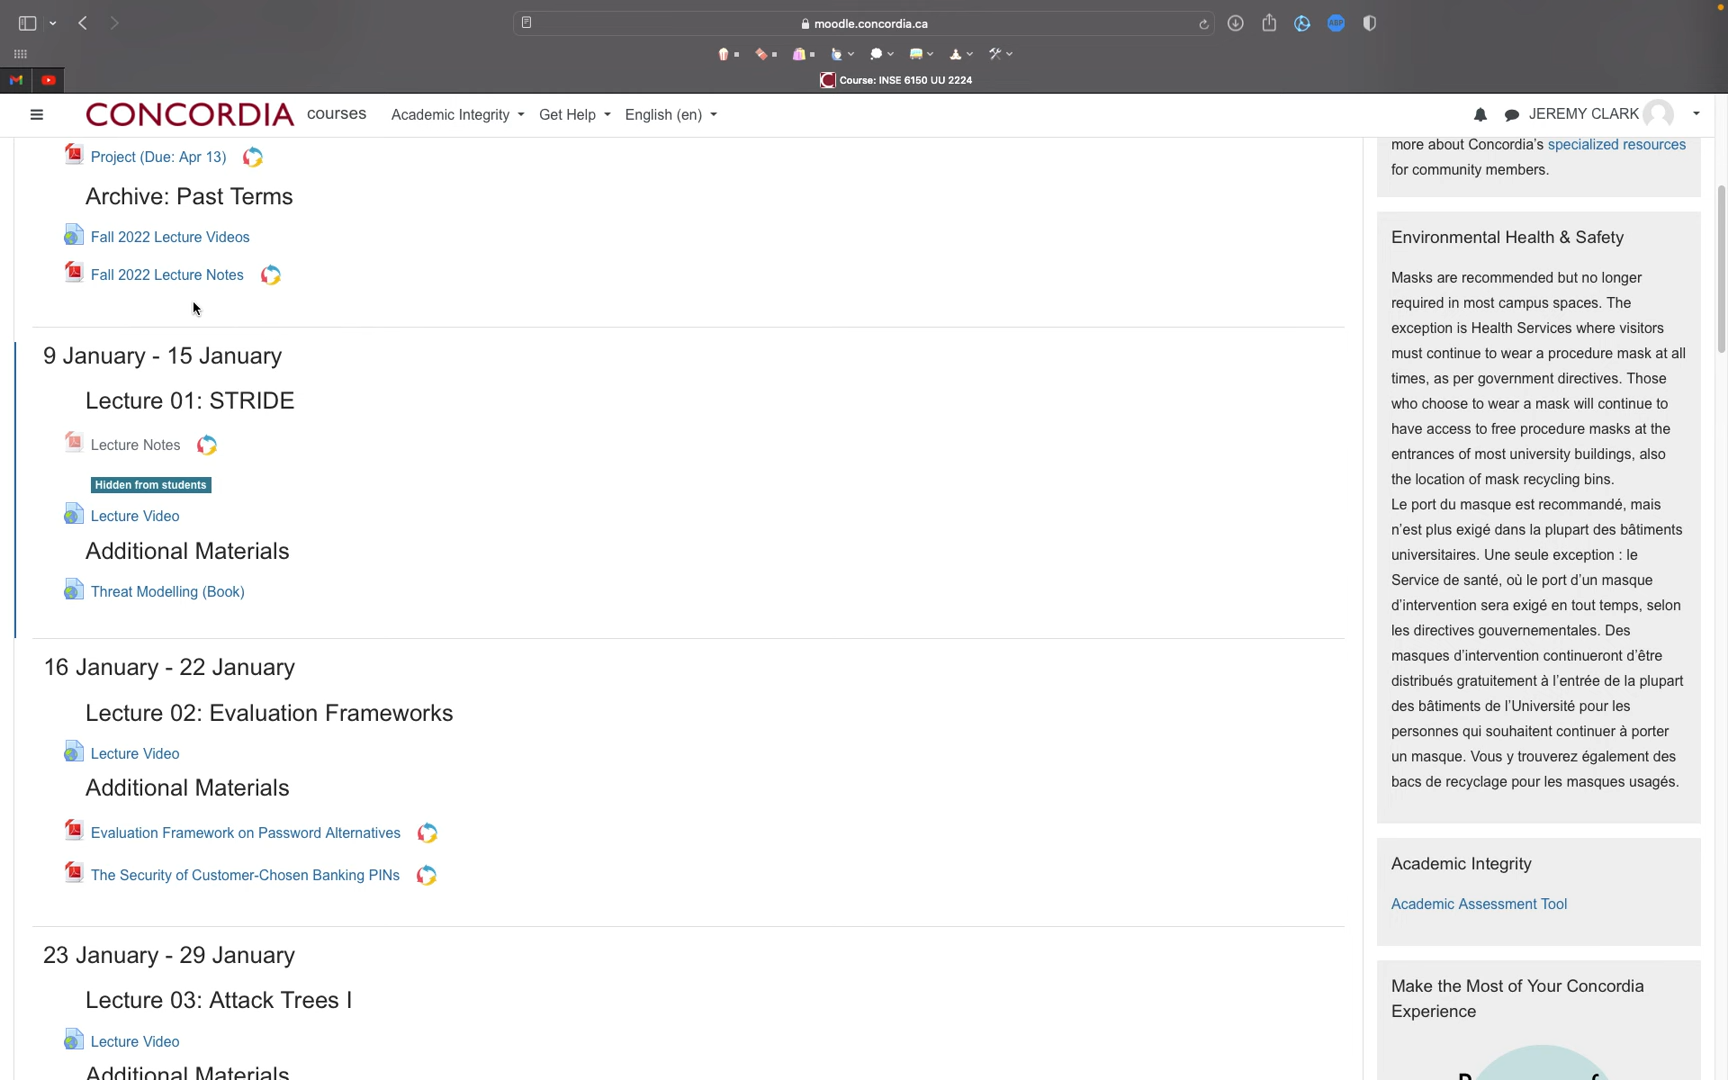 moodle.concordia.ca
ABP
Course: INSE 6150 UU 2224
CONCORDIA courses Academic Integrity Get Help English (en) JEREMY CLARK
Project (Due: Apr 13)
Archive: Past Terms
Fall 2022 Lecture Videos
Fall 2022 Lecture Notes
9 January - 15 January
Lecture 01: STRIDE
Lecture Notes
Hidden from students
Lecture Video
Additional Materials
Threat Modelling (Book)
16 January - 22 January
Lecture 02: Evaluation Frameworks
Lecture Video
Additional Materials
Evaluation Framework on Password Alternatives
The Security of Customer-Chosen Banking PINs
23 January - 29 January
Lecture 03: Attack Trees I
Lecture Video
Additional Materials
more about Concordia's specialized resources
for community members.
Environmental Health & Safety
Masks are recommended but no longer
required in most campus spaces. The
exception is Health Services where visitors
must continue to wear a procedure mask at all
times, as per government directives. Those
who choose to wear a mask will continue to
have access to free procedure masks at the
entrances of most university buildings, also
the location of mask recycling bins.
Le port du masque est recommandé, mais
n'est plus exigé dans la plupart des bâtiments
universitaires. Une seule exception : le
Service de santé, où le port d'un masque
d'intervention sera exigé en tout temps, selon
les directives gouvernementales. Des
masques d'intervention continueront d'être
distribués gratuitement à l'entrée de la plupart
des bâtiments de l'Université pour les
personnes qui souhaitent continuer à porter
un masque. Vous y trouverez également des
bacs de recyclage pour les masques usagés.
Academic Integrity
Academic Assessment Tool
Make the Most of Your Concordia
Experience